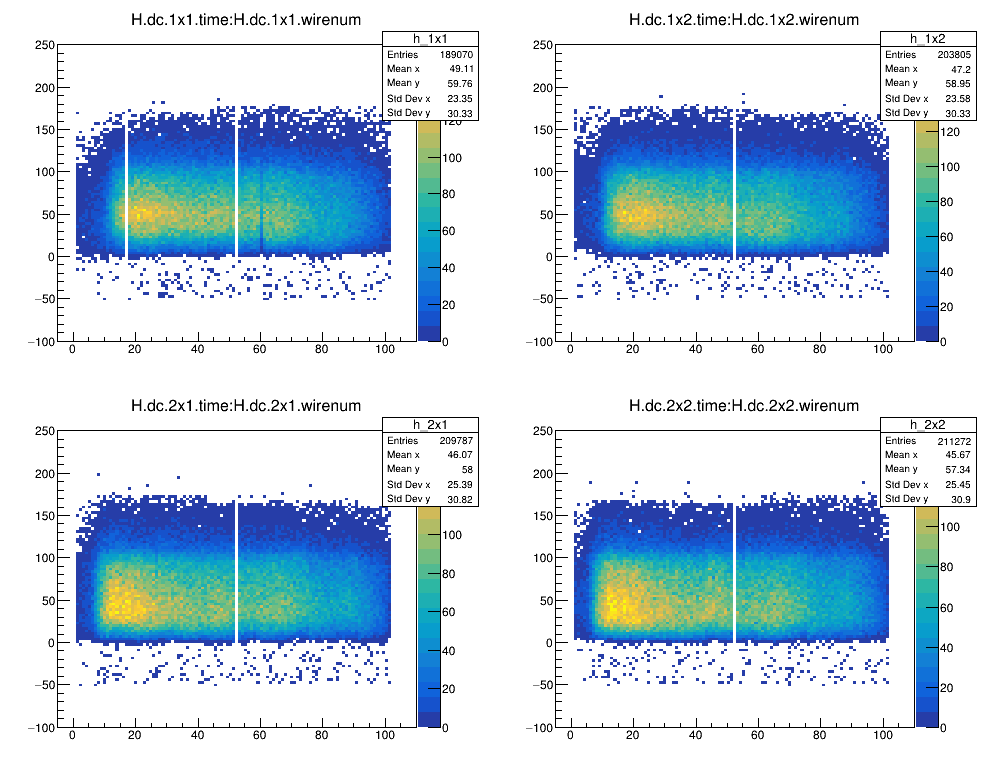 H.dc.1x1.time:H.dc.1x1.wirenum
h_1x1
Entries 189070
Mean x 49.11
Mean y 59.76
Std Dev x 23.35
Std Dev y 30.33
250
200
150
100
50
0
−50
−100
0 20 40 60 80 100
120
100
80
60
40
20
0
H.dc.1x2.time:H.dc.1x2.wirenum
h_1x2
Entries 203805
Mean x 47.2
Mean y 58.95
Std Dev x 23.58
Std Dev y 30.33
250
200
150
100
50
0
−50
−100
0 20 40 60 80 100
120
100
80
60
40
20
0
H.dc.2x1.time:H.dc.2x1.wirenum
h_2x1
Entries 209787
Mean x 46.07
Mean y 58
Std Dev x 25.39
Std Dev y 30.82
250
200
150
100
50
0
−50
−100
0 20 40 60 80 100
100
80
60
40
20
0
H.dc.2x2.time:H.dc.2x2.wirenum
h_2x2
Entries 211272
Mean x 45.67
Mean y 57.34
Std Dev x 25.45
Std Dev y 30.9
250
200
150
100
50
0
−50
−100
0 20 40 60 80 100
100
80
60
40
20
0